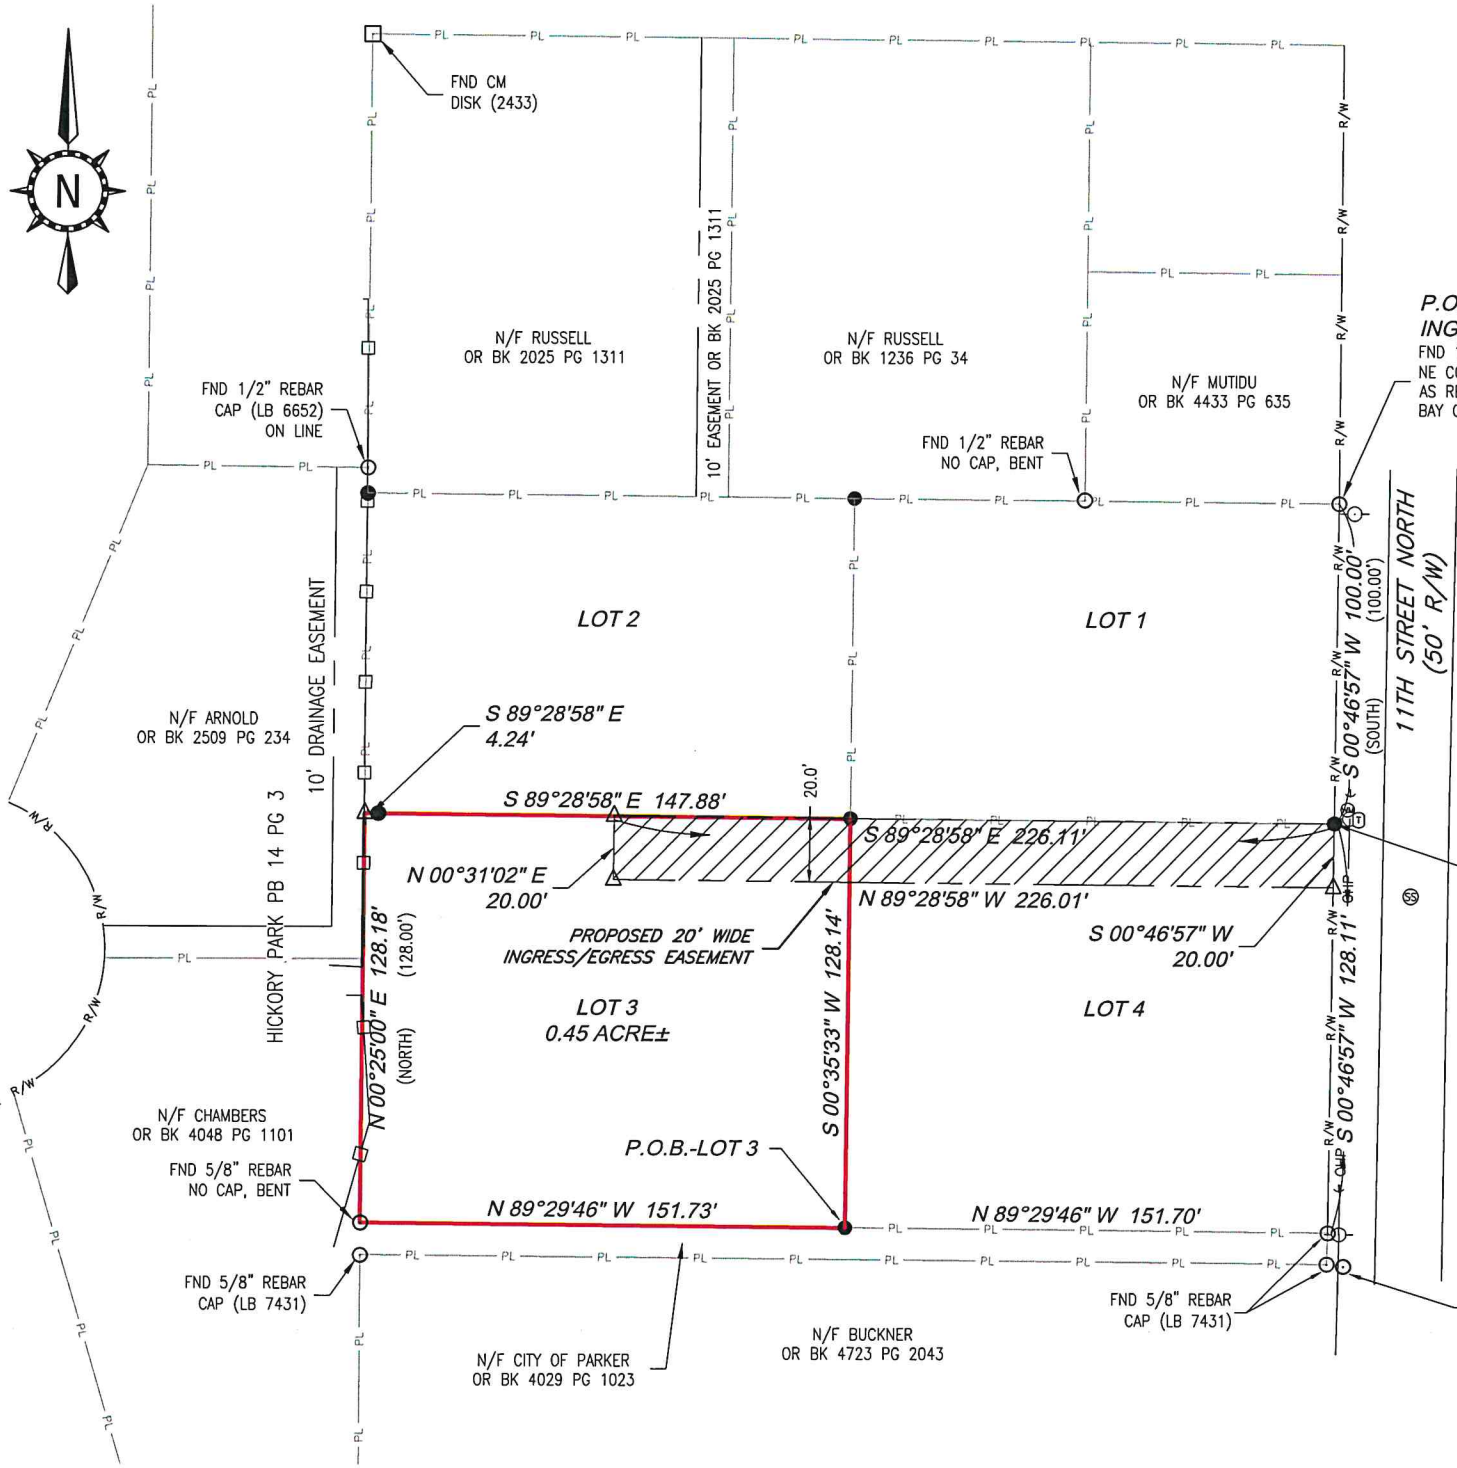 N
FND CM
DISK (2433)
10' EASEMENT OR BK 2025 PG 1311
N/F RUSSELL
OR BK 2025 PG 1311
N/F RUSSELL
OR BK 1236 PG 34
N/F MUTIDU
OR BK 4433 PG 635
P.O
ING
FND
NE CO
AS RE
BAY C
FND 1/2" REBAR
CAP (LB 6652)
ON LINE
FND 1/2" REBAR
NO CAP, BENT
11TH STREET NORTH
(50' R/W)
S 00°46'57" W 100.00'
(SOUTH)
(100.00')
10' DRAINAGE EASEMENT
LOT 2
LOT 1
N/F ARNOLD
OR BK 2509 PG 234
S 89°28'58" E
4.24'
HICKORY PARK PB 14 PG 3
S 89°28'58" E 147.88'
20.0'
S 89°28'58" E 226.11'
N 00°31'02" E
20.00'
N 89°28'58" W 226.01'
PROPOSED 20' WIDE
INGRESS/EGRESS EASEMENT
S 00°46'57" W
20.00'
SS
OHP
N 00°25'00" E 128.18'
(NORTH)
(128.00')
S 00°35'33" W 128.14'
LOT 3
0.45 ACRE±
LOT 4
S 00°46'57" W 128.11'
OHP
N/F CHAMBERS
OR BK 4048 PG 1101
P.O.B.-LOT 3
FND 5/8" REBAR
NO CAP, BENT
N 89°29'46" W 151.73'
N 89°29'46" W 151.70'
FND 5/8" REBAR
CAP (LB 7431)
FND 5/8" REBAR
CAP (LB 7431)
N/F BUCKNER
OR BK 4723 PG 2043
N/F CITY OF PARKER
OR BK 4029 PG 1023
PL
R/W